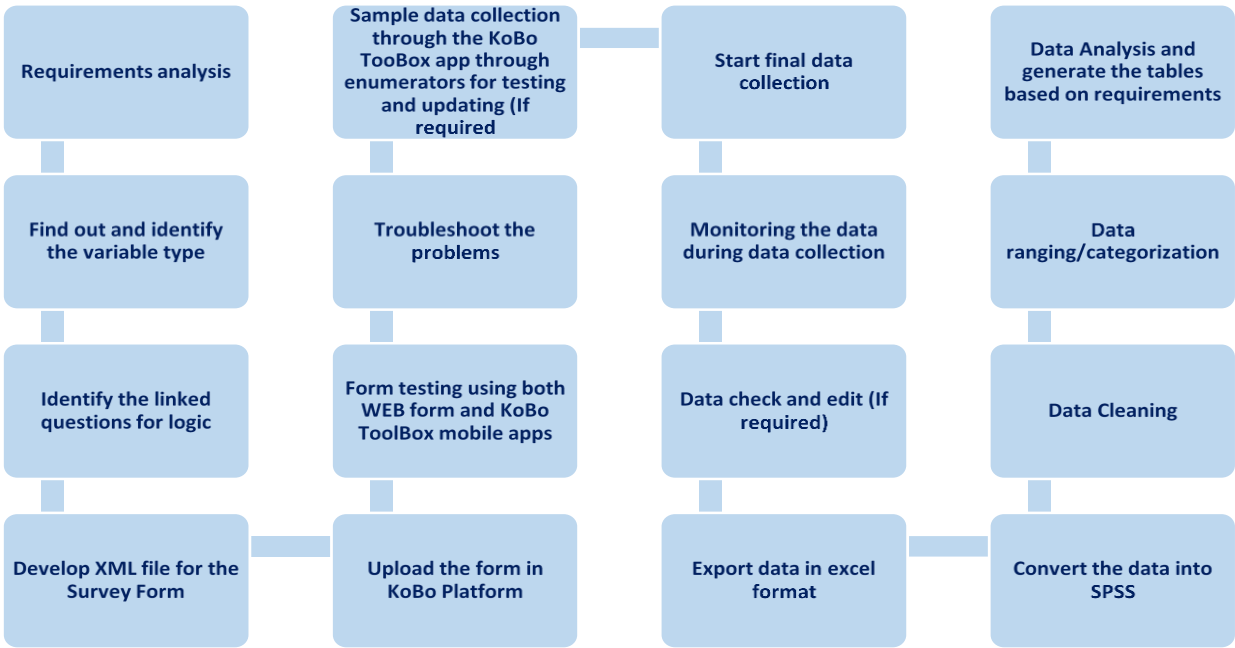 Requirements analysis
Find out and identify
the variable type
Identify the linked
questions for logic
Develop XML file for the
Survey Form
Upload the form in
KoBo Platform
Form testing using both
WEB form and KoBo
ToolBox mobile apps
Troubleshoot the
problems
Sample data collection
through the KoBo
TooBox app through
enumerators for testing
and updating (If
required
Start final data
collection
Monitoring the data
during data collection
Data check and edit (If
required)
Export data in excel
format
Convert the data into
SPSS
Data Cleaning
Data
ranging/categorization
Data Analysis and
generate the tables
based on requirements